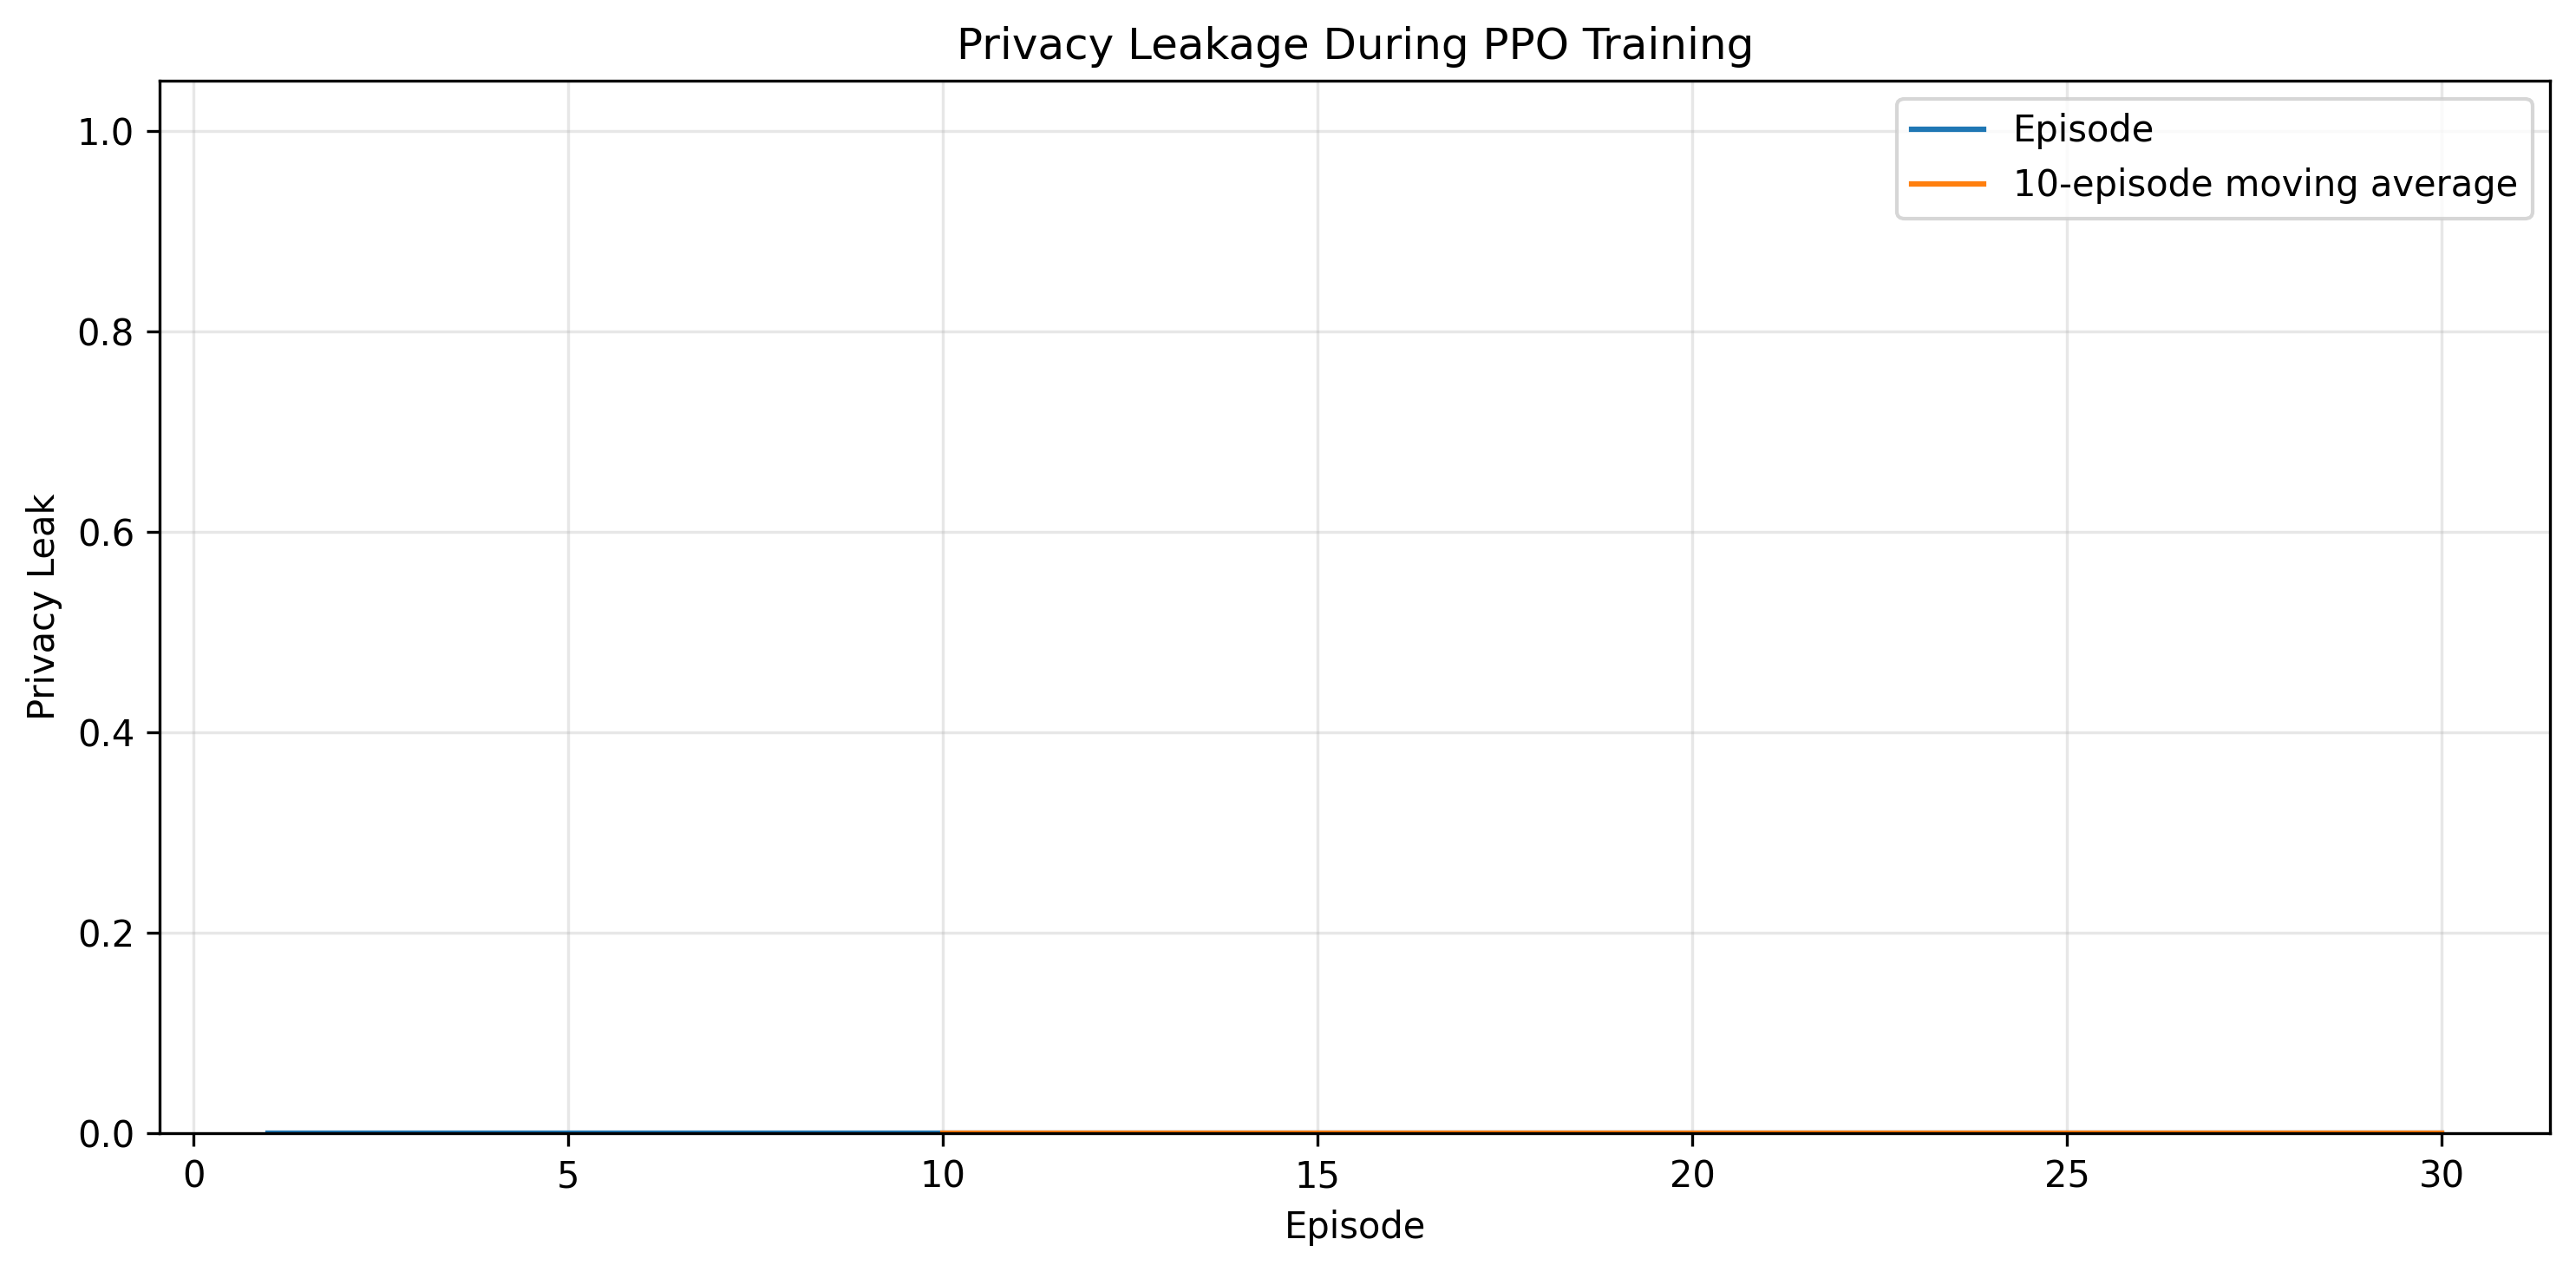 Privacy Leakage During PPO Training
Episode
10-episode moving average
Privacy Leak
1.0
0.8
0.6
0.4
0.2
0.0
0 5 10 15 20 25 30
Episode